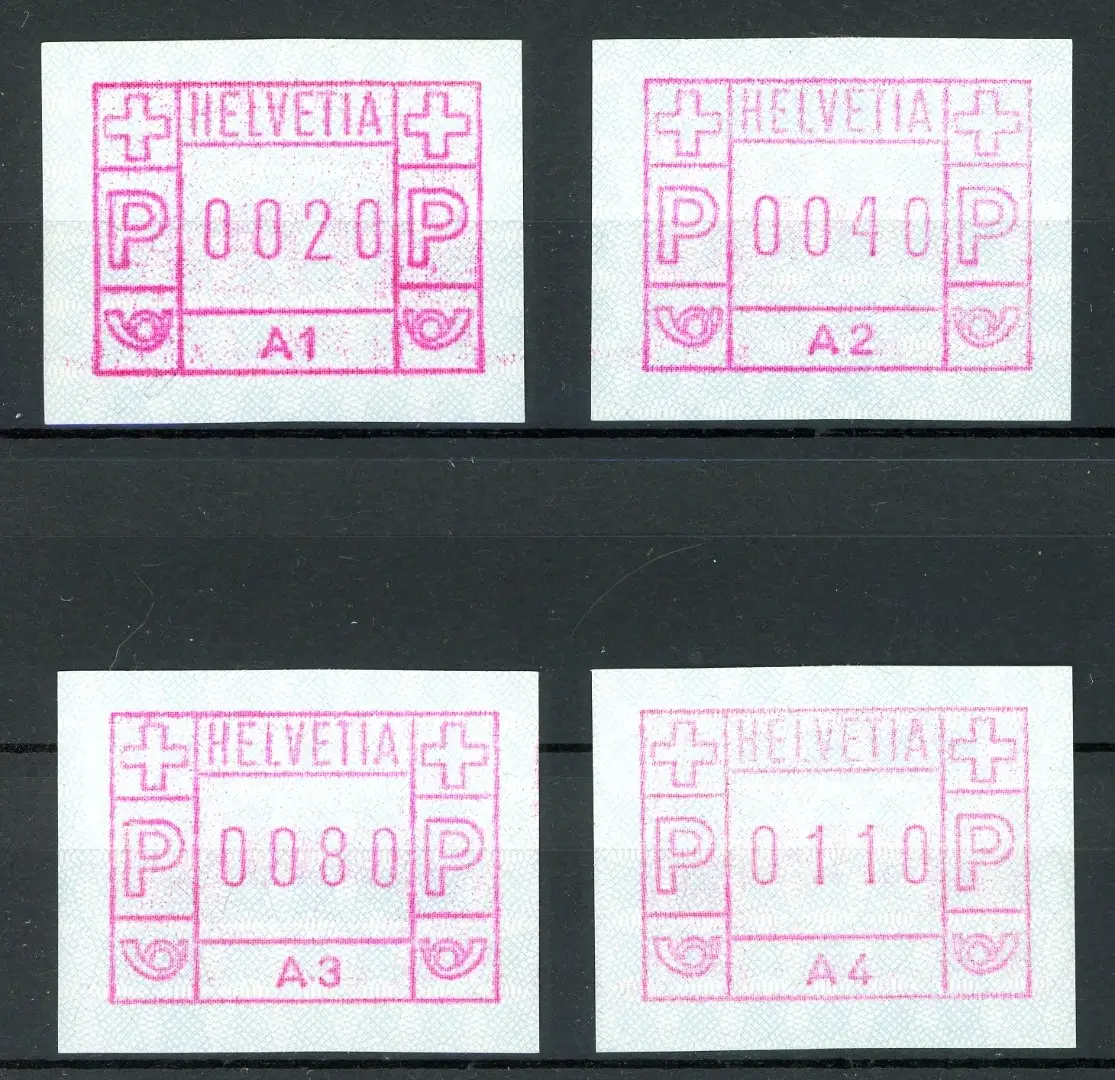 HELVETIA
P 0020 P
A1
HELVETIA
P 0040 P
A2
HELVETIA
P 0080 P
A3
HELVETIA
P 0110 P
A4